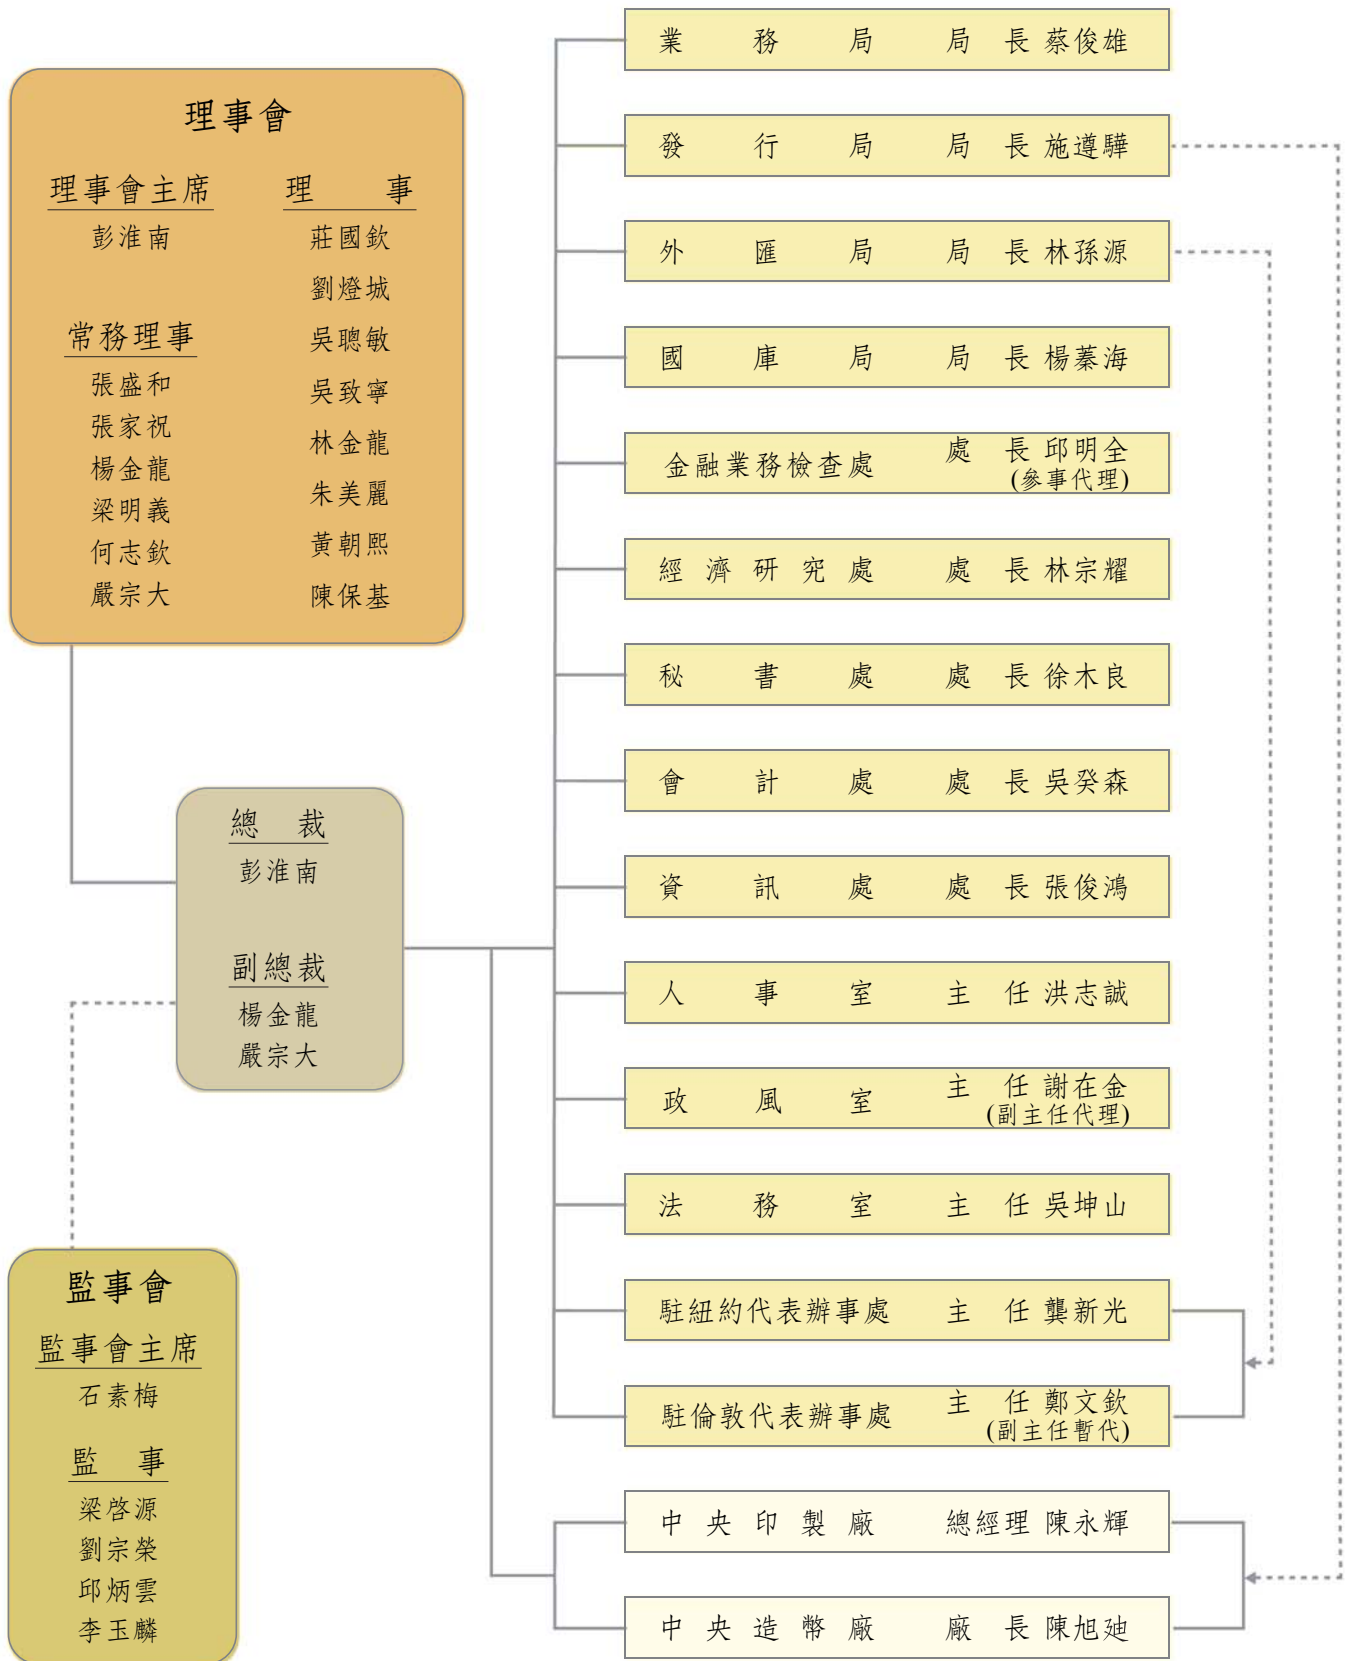 理事會
理事會主席
彭淮南
常務理事
張盛和
張家祝
楊金龍
梁明義
何志欽
嚴宗大
理 事
莊國欽
劉燈城
吳聰敏
吳致寧
林金龍
朱美麗
黃朝熙
陳保基
總 裁
彭淮南
副總裁
楊金龍
嚴宗大
監事會
監事會主席
石素梅
監 事
梁啓源
劉宗榮
邱炳雲
李玉麟
業務局 局長 蔡俊雄
發行局 局長 施遵驊
外匯局 局長 林孫源
國庫局 局長 楊蓁海
金融業務檢查處 處長 邱明全
(參事代理)
經濟研究處 處長 林宗耀
秘書處 處長 徐木良
會計處 處長 吳癸森
資訊處 處長 張俊鴻
人事室 主任 洪志誠
政風室 主任 謝在金
(副主任代理)
法務室 主任 吳坤山
駐紐約代表辦事處 主任 龔新光
駐倫敦代表辦事處 主任 鄭文欽
(副主任暫代)
中央印製廠 總經理 陳永輝
中央造幣廠 廠長 陳旭廸